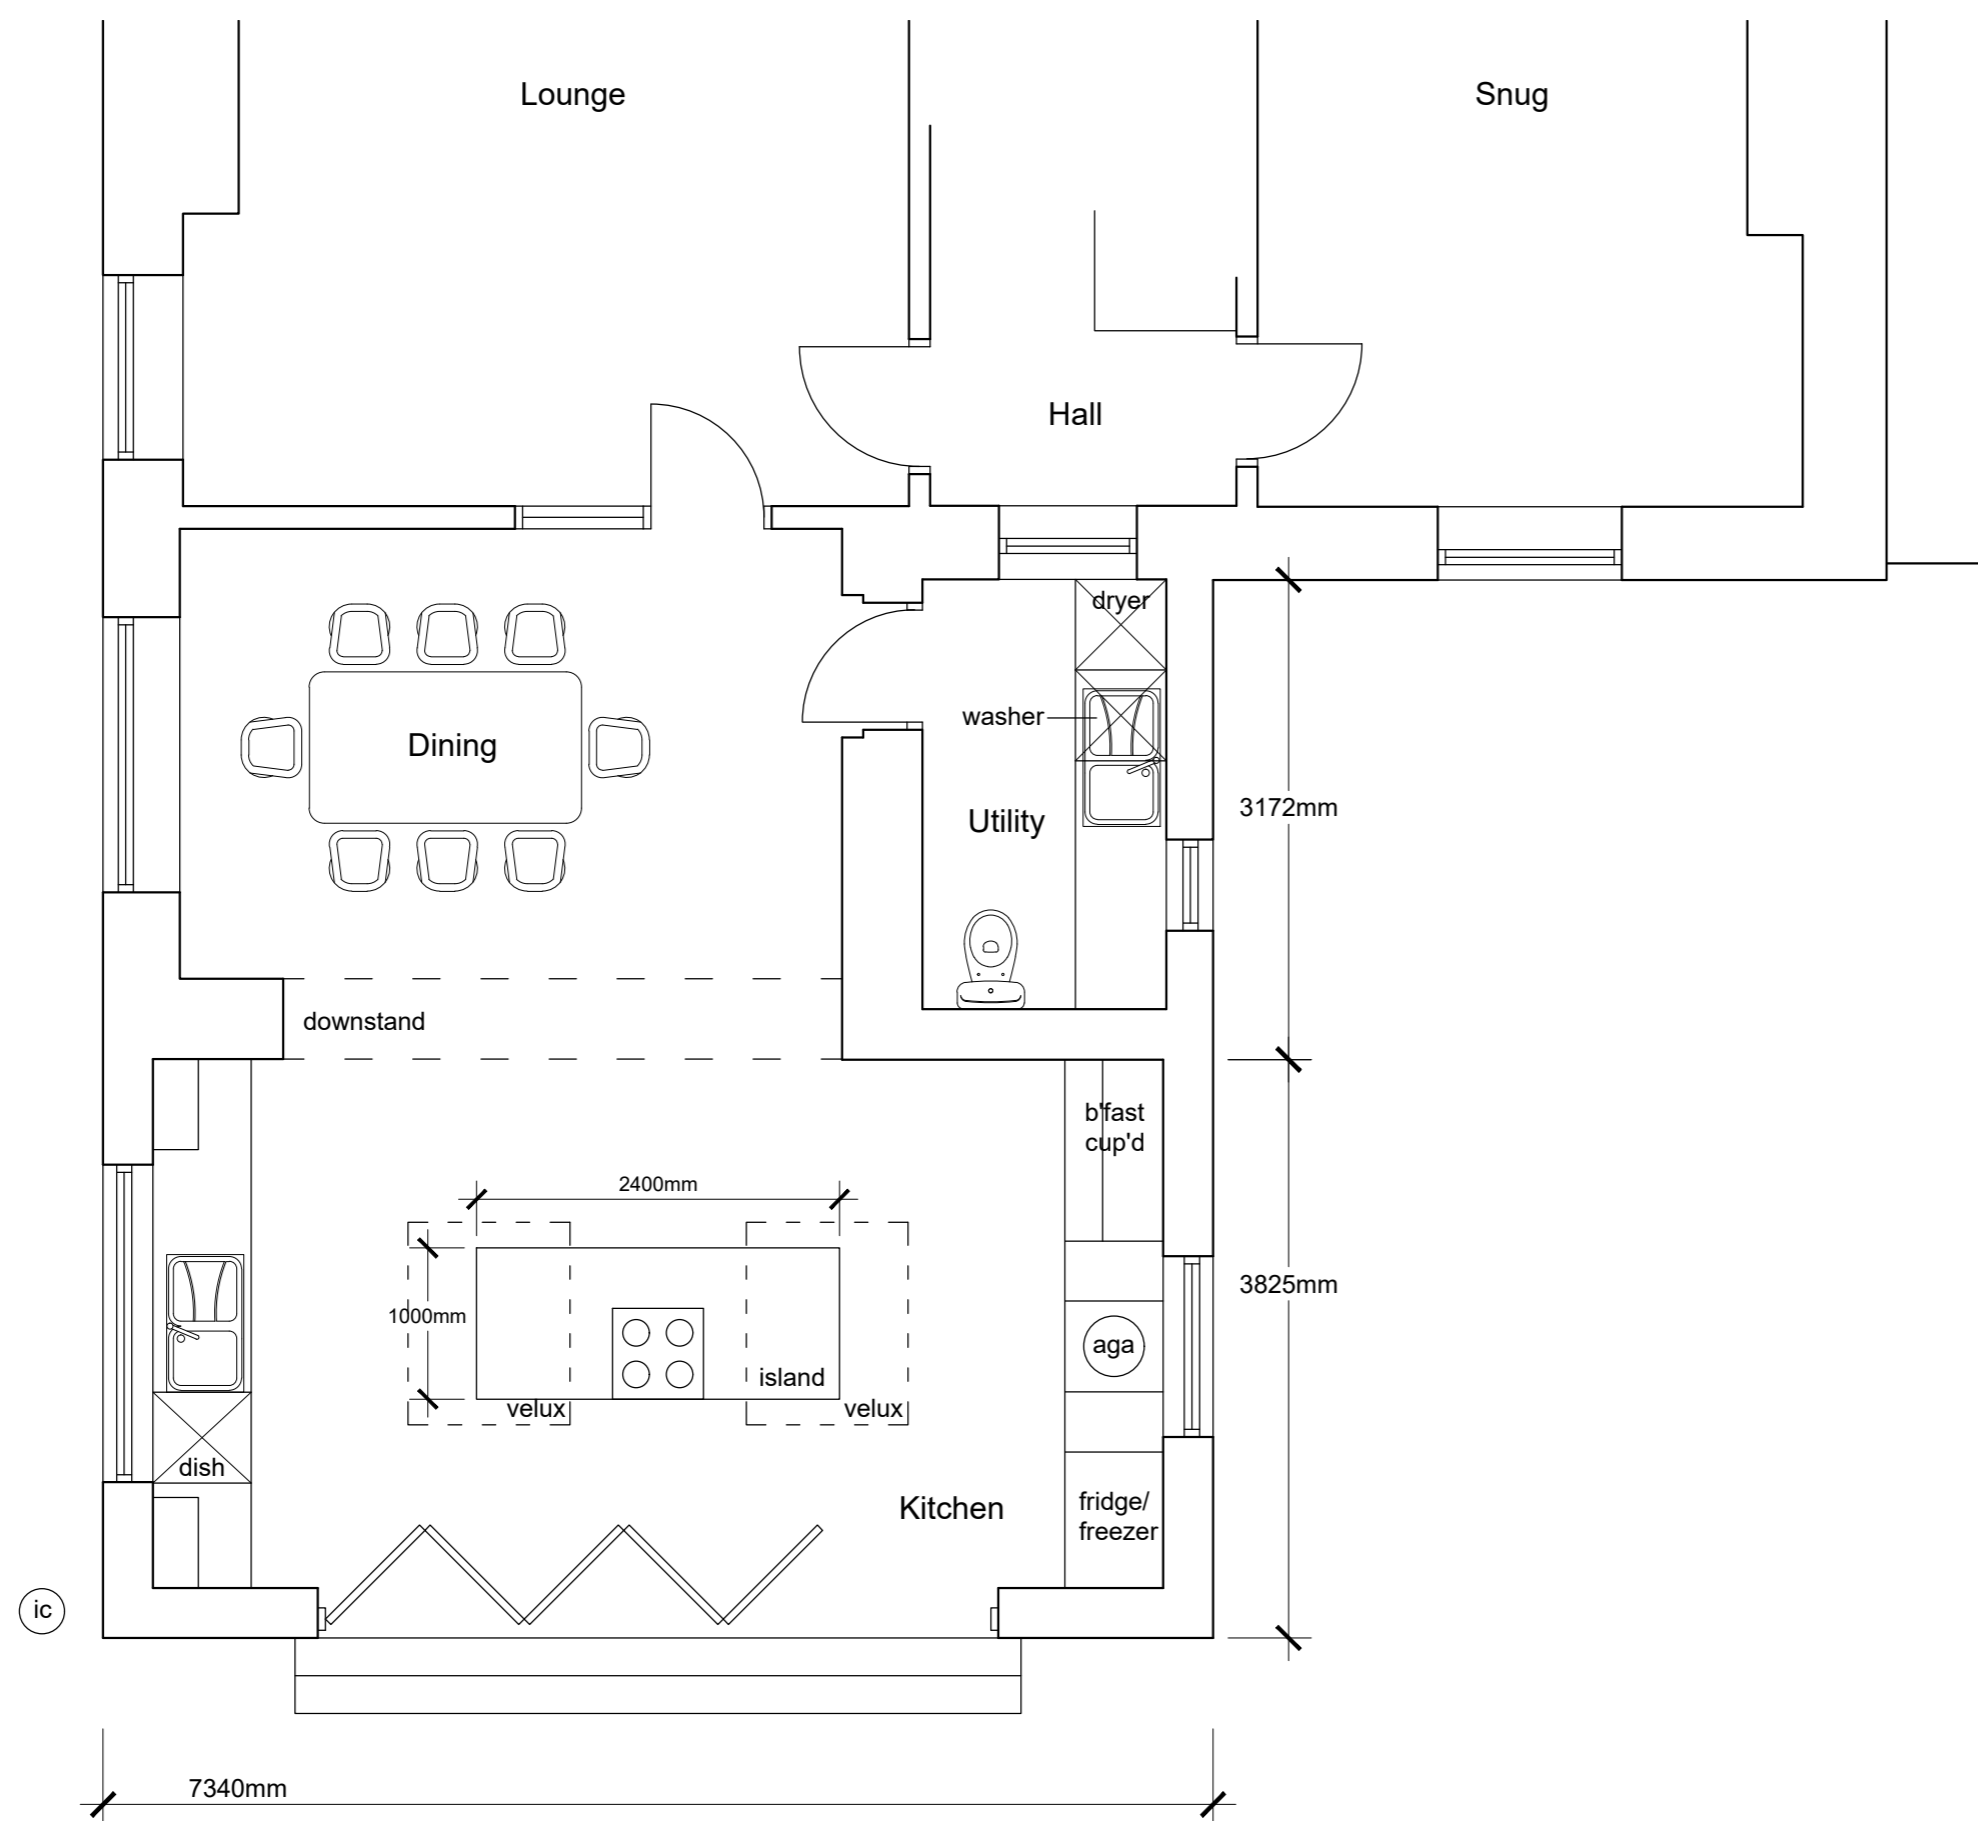 Lounge
Snug
Hall
dryer
washer
Dining
3172mm
Utility
downstand
b'fast
cup'd
2400mm
3825mm
1000mm
aga
island
velux
velux
dish
Kitchen
fridge/
freezer
ic
7340mm